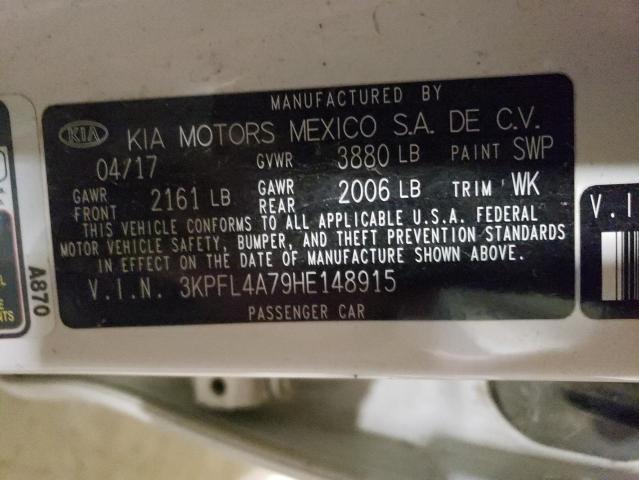 MANUFACTURED BY
KIA KIA MOTORS MEXICO S.A. DE C.V.
04/17 GVWR 3880 LB PAINT SWP
GAWR FRONT 2161 LB GAWR REAR 2006 LB TRIM WK
THIS VEHICLE CONFORMS TO ALL APPLICABLE U.S.A. FEDERAL
MOTOR VEHICLE SAFETY, BUMPER, AND THEFT PREVENTION STANDARDS
IN EFFECT ON THE DATE OF MANUFACTURE SHOWN ABOVE.
V.I.N. 3KPFL4A79HE148915
PASSENGER CAR
A870
V.I